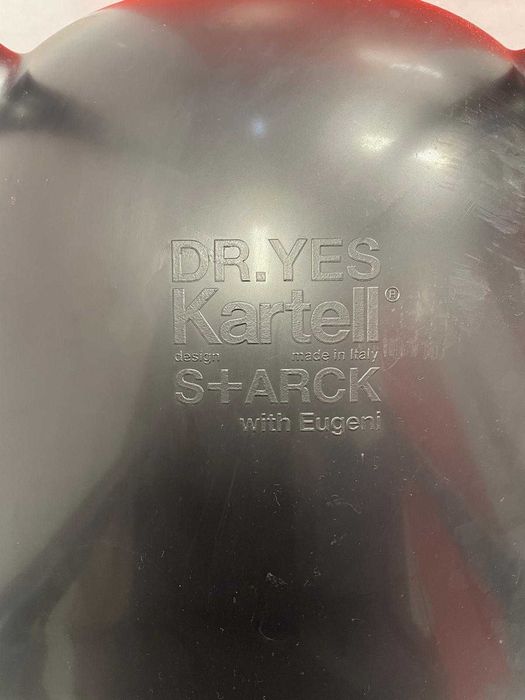 DR.YES
Kartell®
design made in Italy
S+ARCK
with Eugeni